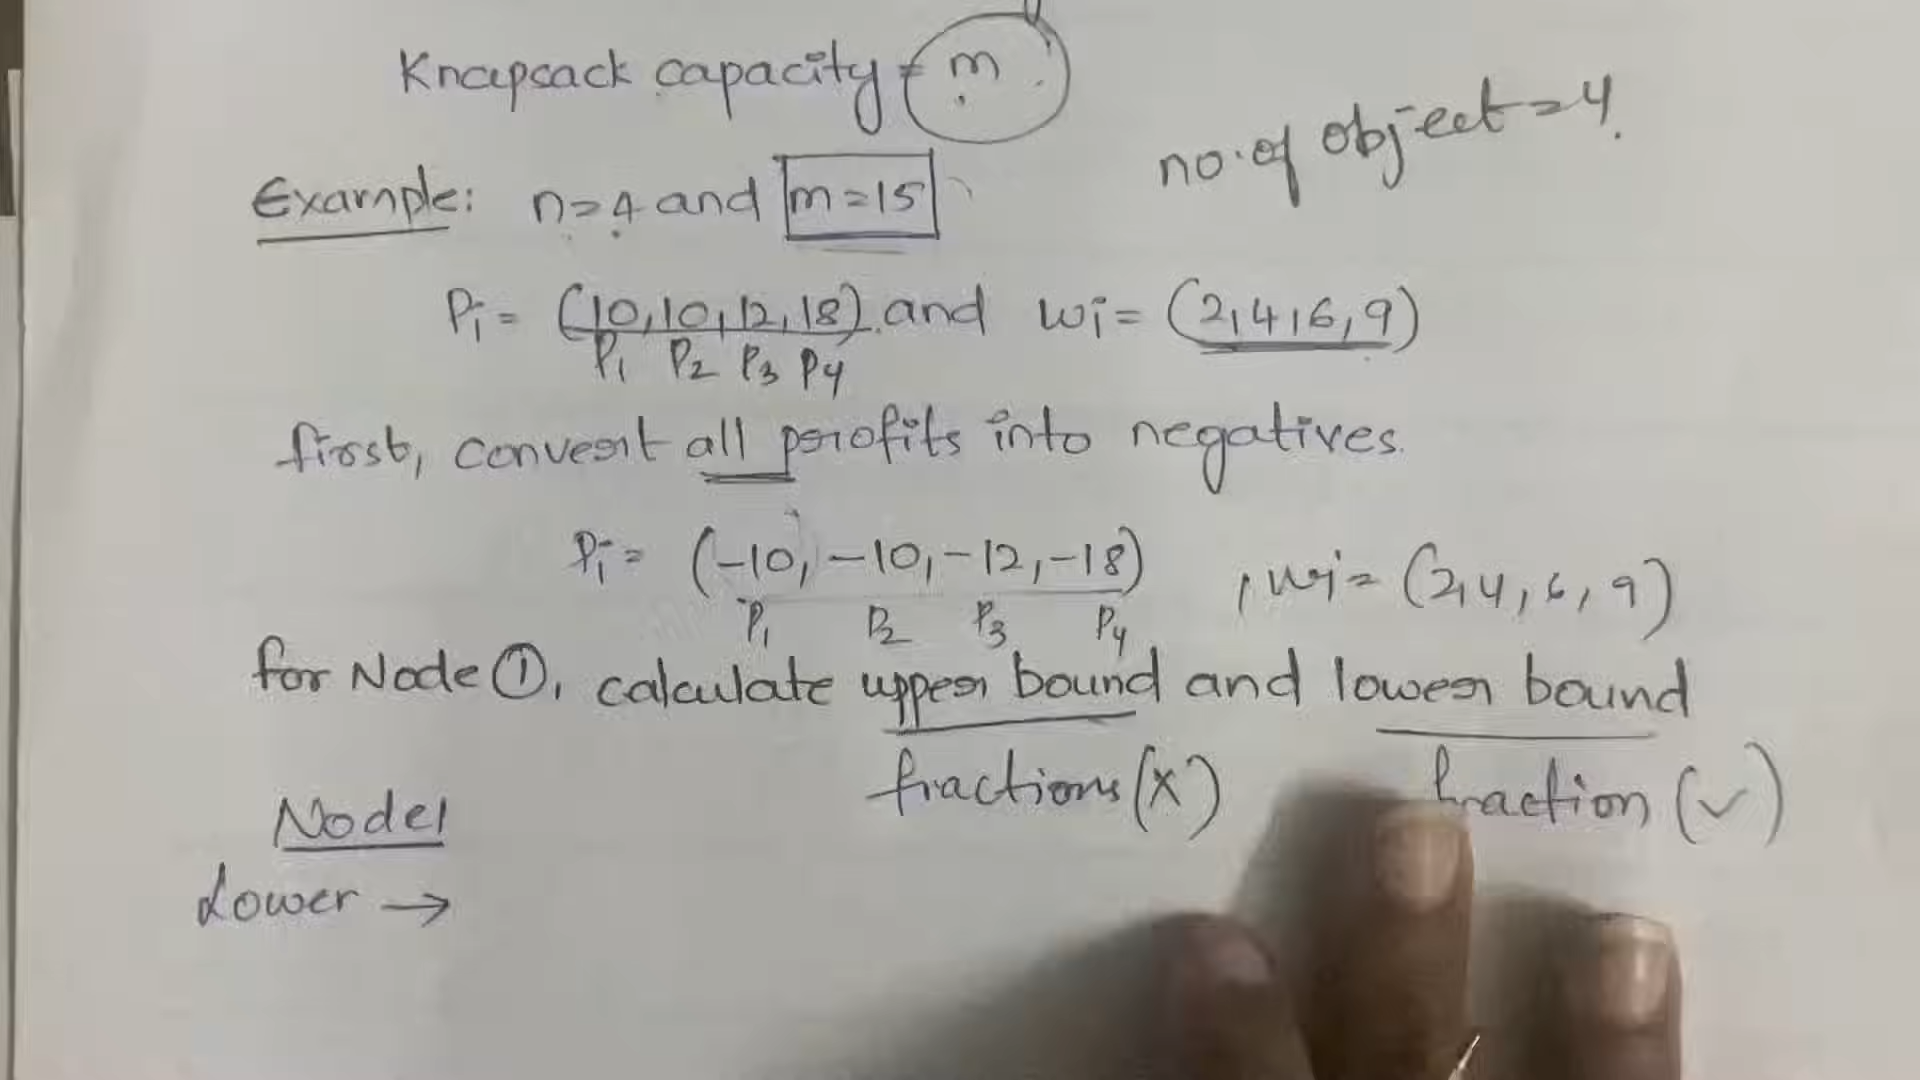 Knapsack capacity = m
no. of object = 4.
Example: n=4 and m=15
Pi = (10,10,12,18) and wi= (2,4,6,9)
P1 P2 P3 P4
first, convert all profits into negatives.
Pi = (-10, -10, -12, -18) , wi = (2,4,6,9)
P1 P2 P3 P4
for Node ①, calculate upper bound and lower bound
fractions (x) fraction (✓)
Node1
Lower →